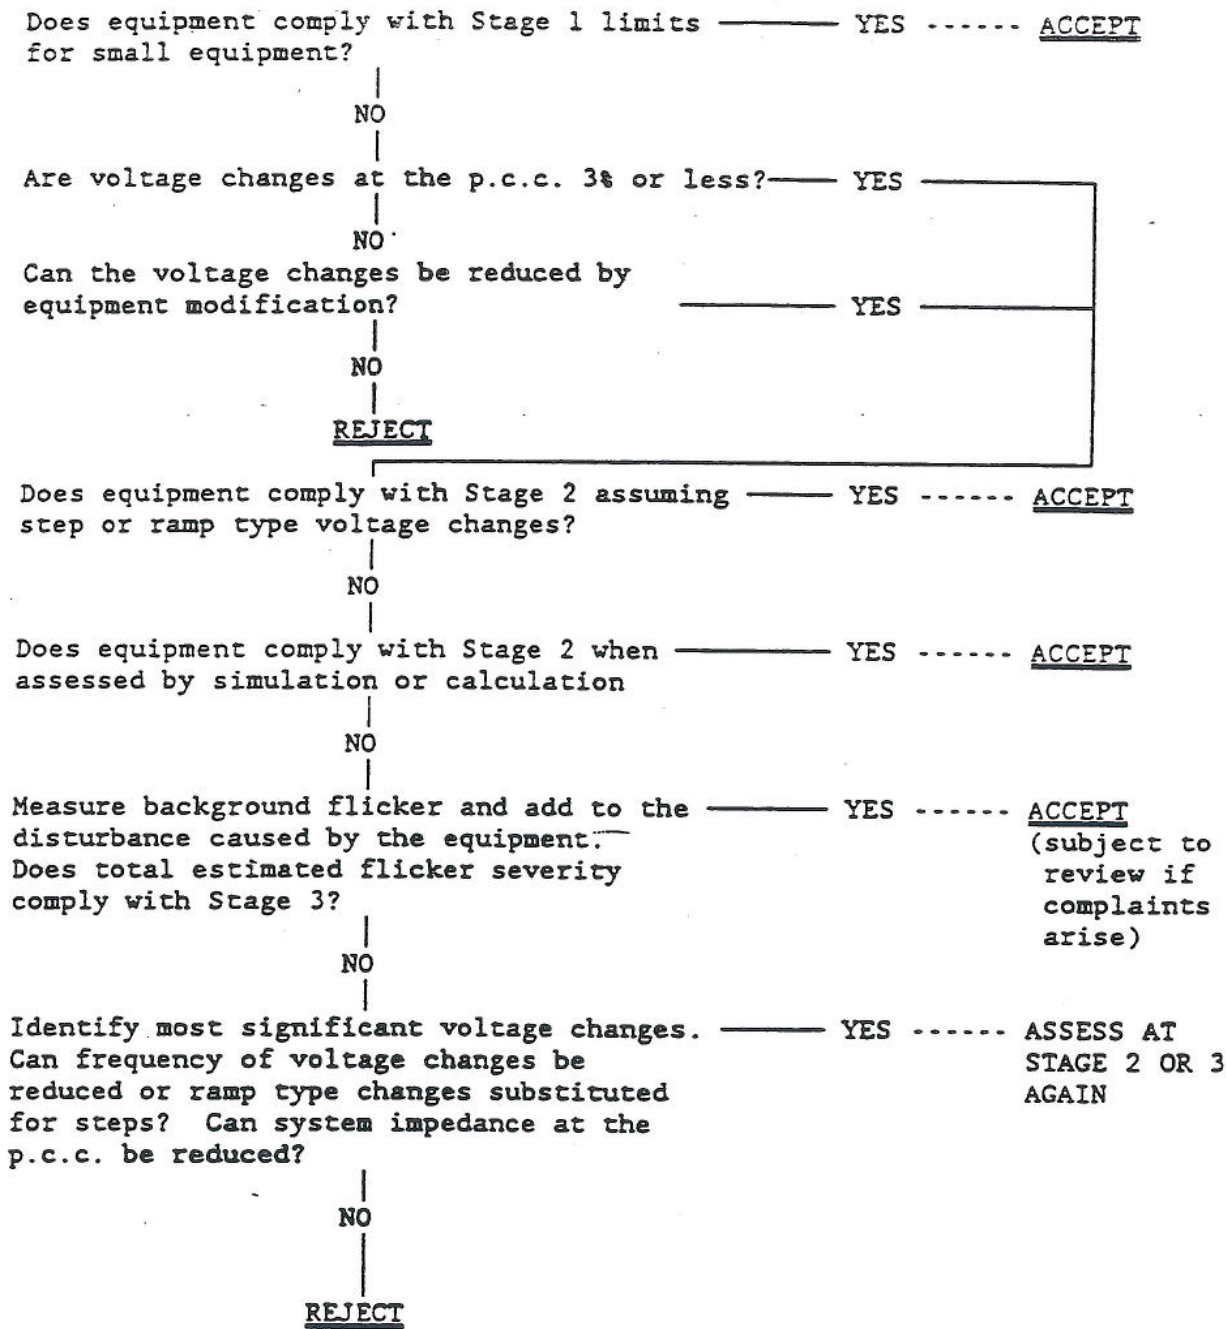 Does equipment comply with Stage 1 limits YES ACCEPT
for small equipment?
NO
Are voltage changes at the p.c.c. 3% or less? YES
NO
Can the voltage changes be reduced by
equipment modification? YES
NO
REJECT
Does equipment comply with Stage 2 assuming YES ACCEPT
step or ramp type voltage changes?
NO
Does equipment comply with Stage 2 when YES ACCEPT
assessed by simulation or calculation
NO
Measure background flicker and add to the YES ACCEPT
disturbance caused by the equipment. (subject to
Does total estimated flicker severity review if
comply with Stage 3? complaints
arise)
NO
Identify most significant voltage changes. YES ASSESS AT
Can frequency of voltage changes be STAGE 2 OR 3
reduced or ramp type changes substituted AGAIN
for steps? Can system impedance at the
p.c.c. be reduced?
NO
REJECT